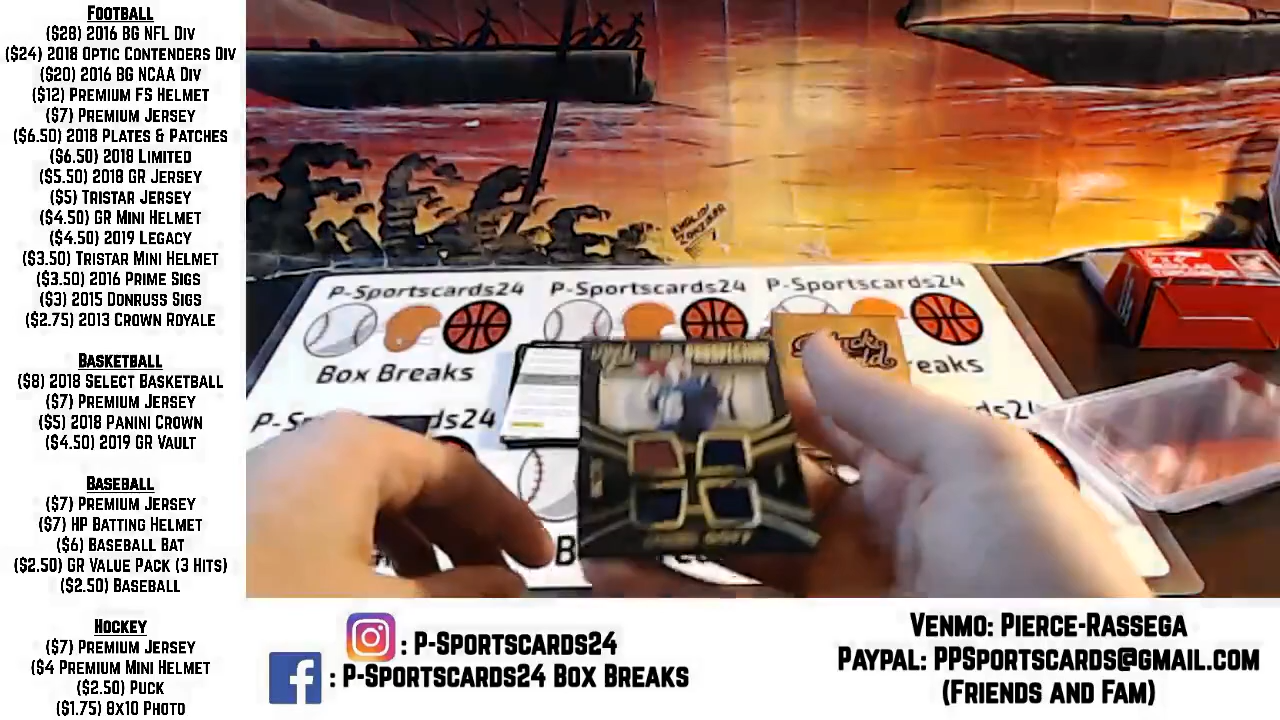 FOOTBALL
($28) 2016 BG NFL DIV
($24) 2018 OPTIC CONTENDERS DIV
($20) 2016 BG NCAA DIV
($12) PREMIUM FS HELMET
($7) PREMIUM JERSEY
($6.50) 2018 PLATES & PATCHES
($6.50) 2018 LIMITED
($5.50) 2018 GR JERSEY
($5) TRISTAR JERSEY
($4.50) GR MINI HELMET
($4.50) 2019 LEGACY
($3.50) TRISTAR MINI HELMET
($3.50) 2016 PRIME SIGS
($3) 2015 DONRUSS SIGS
($2.75) 2013 CROWN ROYALE
BASKETBALL
($8) 2018 SELECT BASKETBALL
($7) PREMIUM JERSEY
($5) 2018 PANINI CROWN
($4.50) 2019 GR VAULT
BASEBALL
($7) PREMIUM JERSEY
($7) HP BATTING HELMET
($6) BASEBALL BAT
($2.50) GR VALUE PACK (3 HITS)
($2.50) BASEBALL
HOCKEY
($7) PREMIUM JERSEY
($4 PREMIUM MINI HELMET
($2.50) PUCK
($1.75) 8X10 PHOTO
P-Sportscards24 P-Sportscards24 P-Sportscards24
Box Breaks reaks
P-S ds24 ds24
: P-SPORTSCARDS24
: P-SPORTSCARDS24 BOX BREAKS
VENMO: PIERCE-RASSEGA
PAYPAL: PPSPORTSCARDS@GMAIL.COM
(FRIENDS AND FAM)